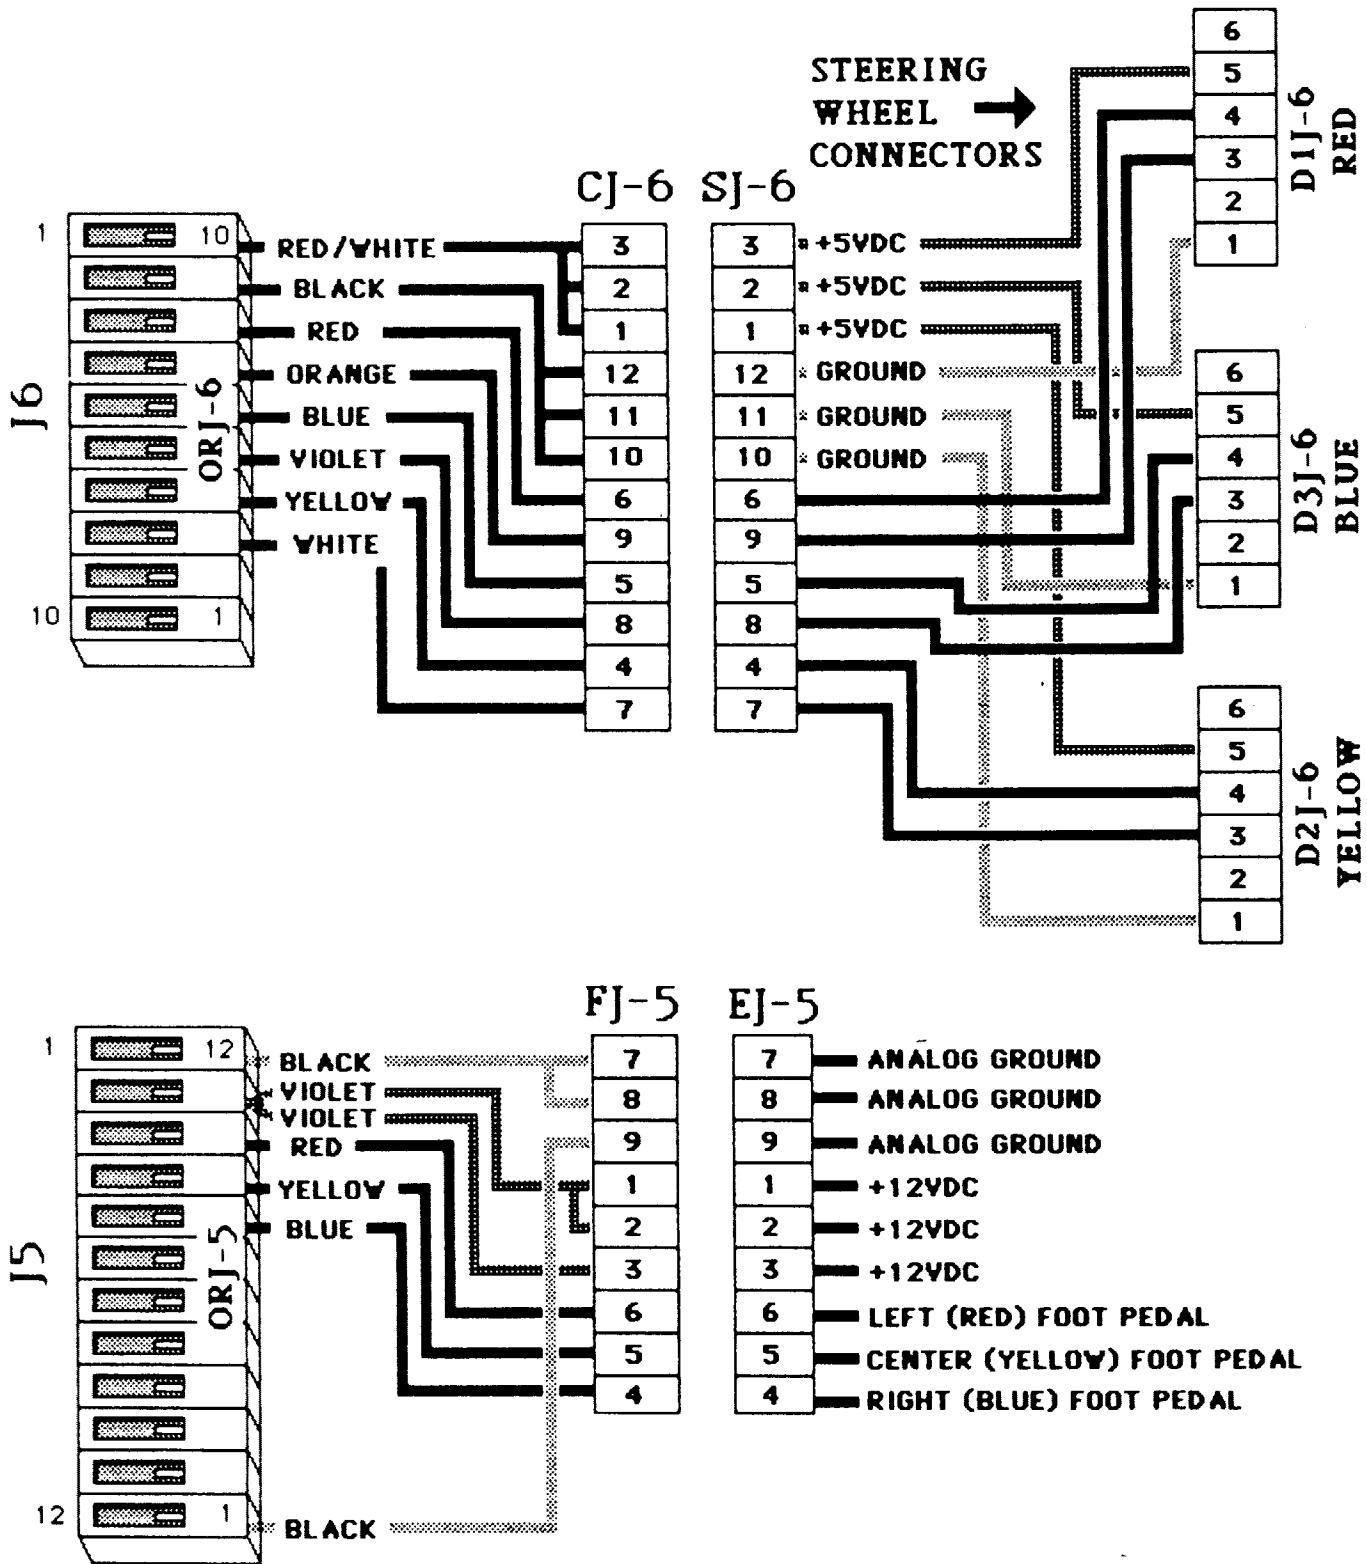 STEERING
WHEEL
CONNECTORS
6
5
4
3
2
1
D1J-6
RED
CJ-6
SJ-6
1
10
J6
ORJ-6
10
1
RED/WHITE
BLACK
RED
ORANGE
BLUE
VIOLET
YELLOW
WHITE
3
2
1
12
11
10
6
9
5
8
4
7
3 +5VDC
2 +5VDC
1 +5VDC
12 GROUND
11 GROUND
10 GROUND
6
9
5
8
4
7
6
5
4
3
2
1
D3J-6
BLUE
6
5
4
3
2
1
D2J-6
YELLOW
FJ-5
EJ-5
1
12
J5
ORJ-5
12
1
BLACK
VIOLET
VIOLET
RED
YELLOW
BLUE
BLACK
7
8
9
1
2
3
6
5
4
7 ANALOG GROUND
8 ANALOG GROUND
9 ANALOG GROUND
1 +12VDC
2 +12VDC
3 +12VDC
6 LEFT (RED) FOOT PEDAL
5 CENTER (YELLOW) FOOT PEDAL
4 RIGHT (BLUE) FOOT PEDAL